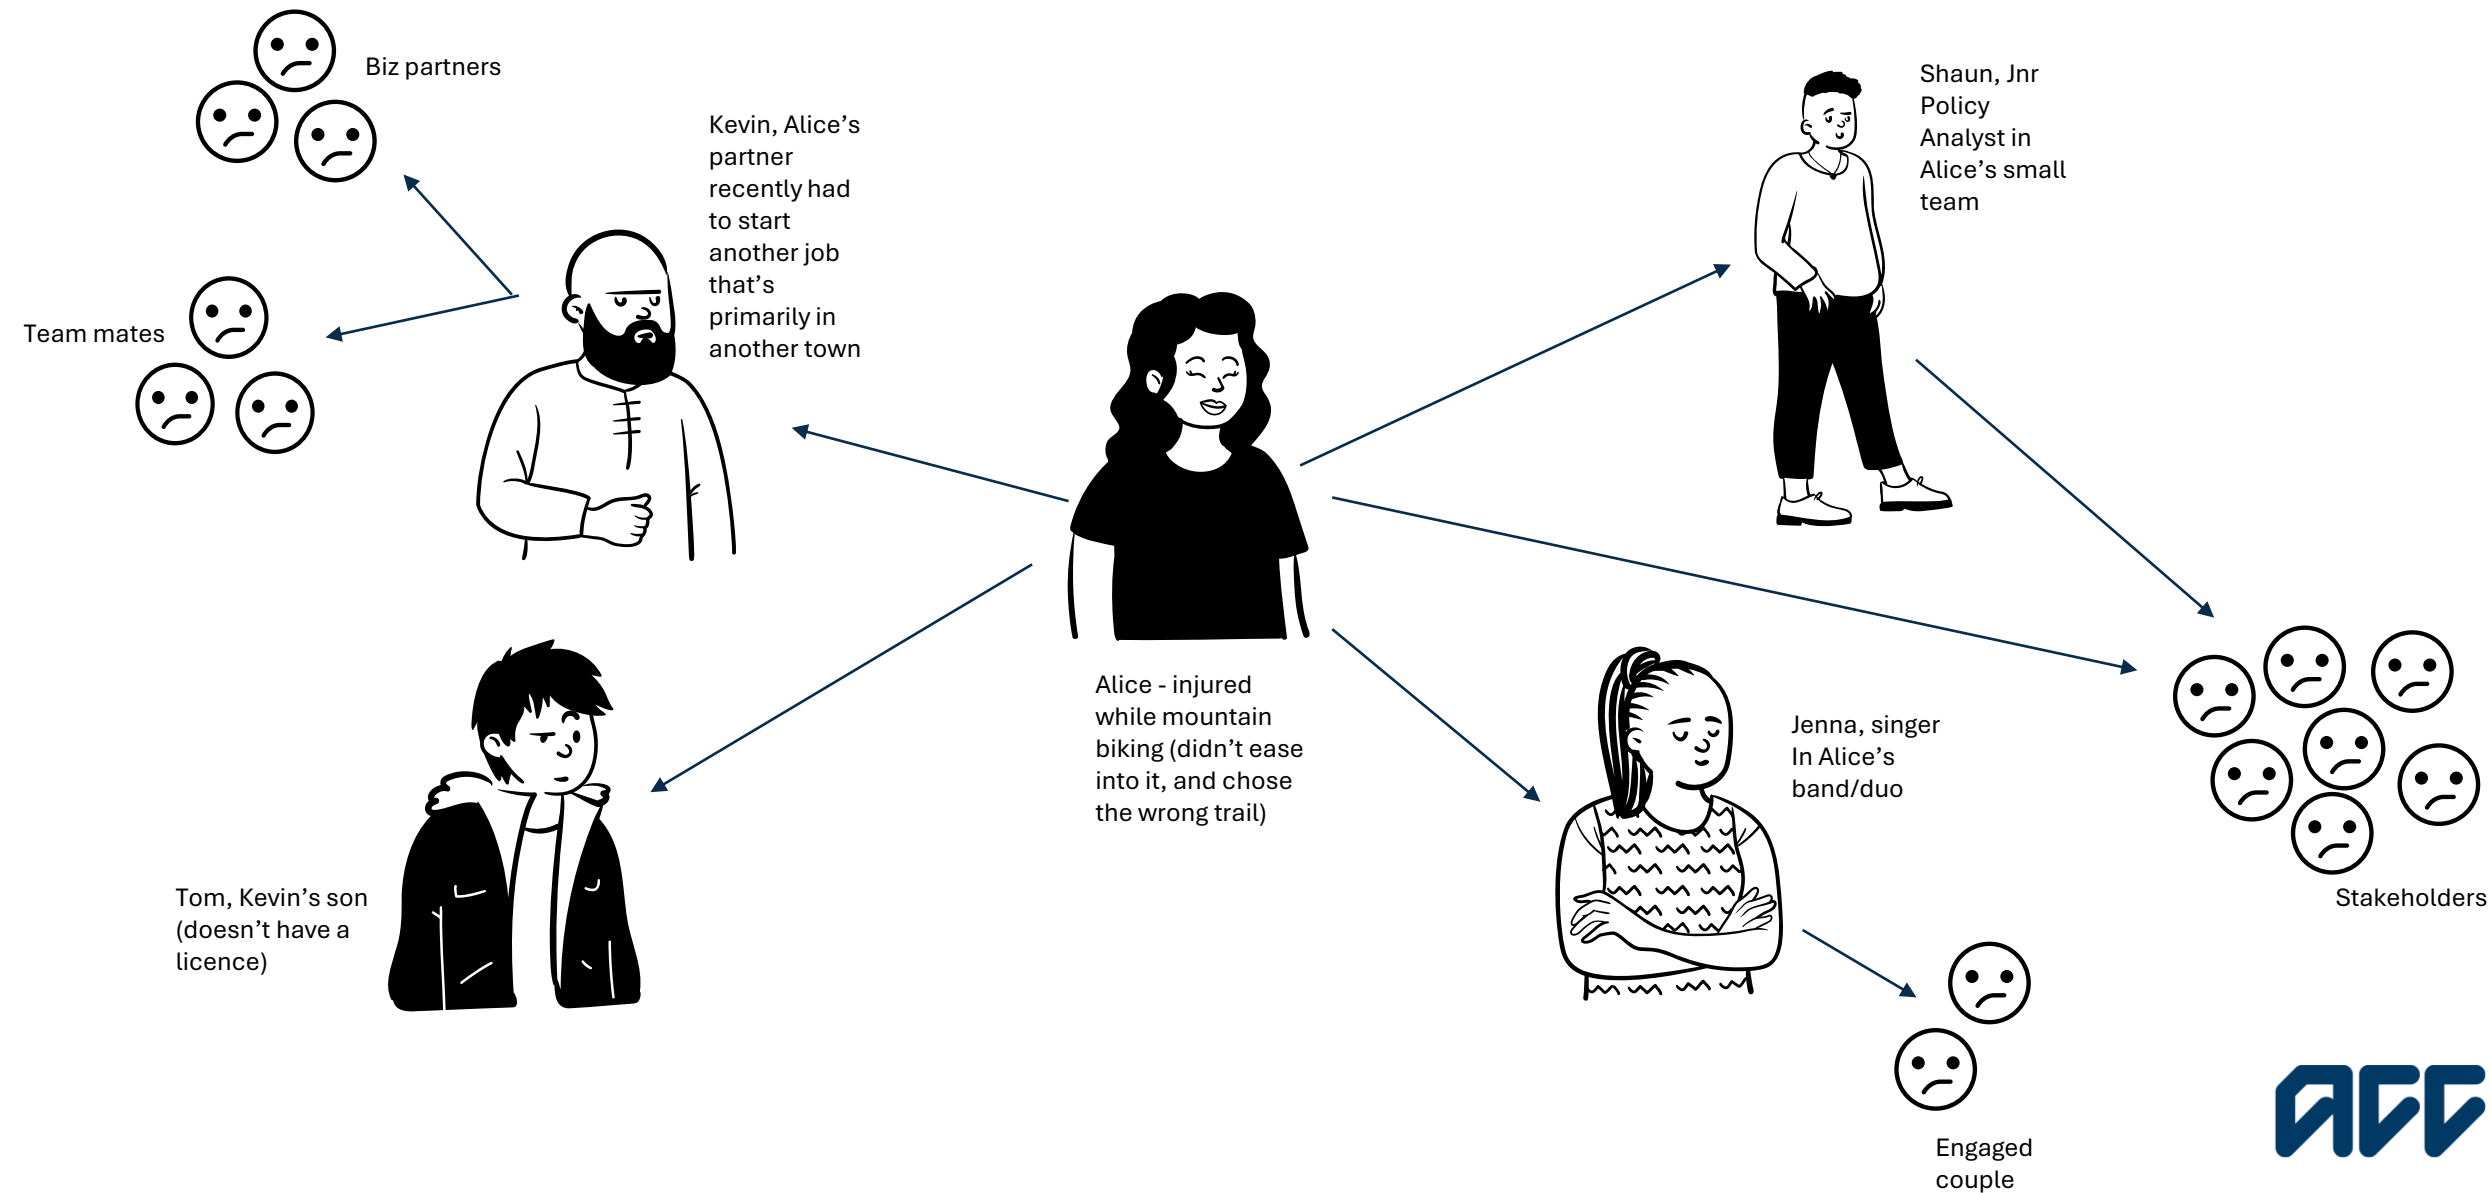 Biz partners
Team mates
Kevin, Alice’s
partner
recently had
to start
another job
that’s
primarily in
another town
Shaun, Jnr
Policy
Analyst in
Alice’s small
team
Alice - injured
while mountain
biking (didn’t ease
into it, and chose
the wrong trail)
Tom, Kevin’s son
(doesn’t have a
licence)
Jenna, singer
In Alice’s
band/duo
Stakeholders
Engaged
couple
acc